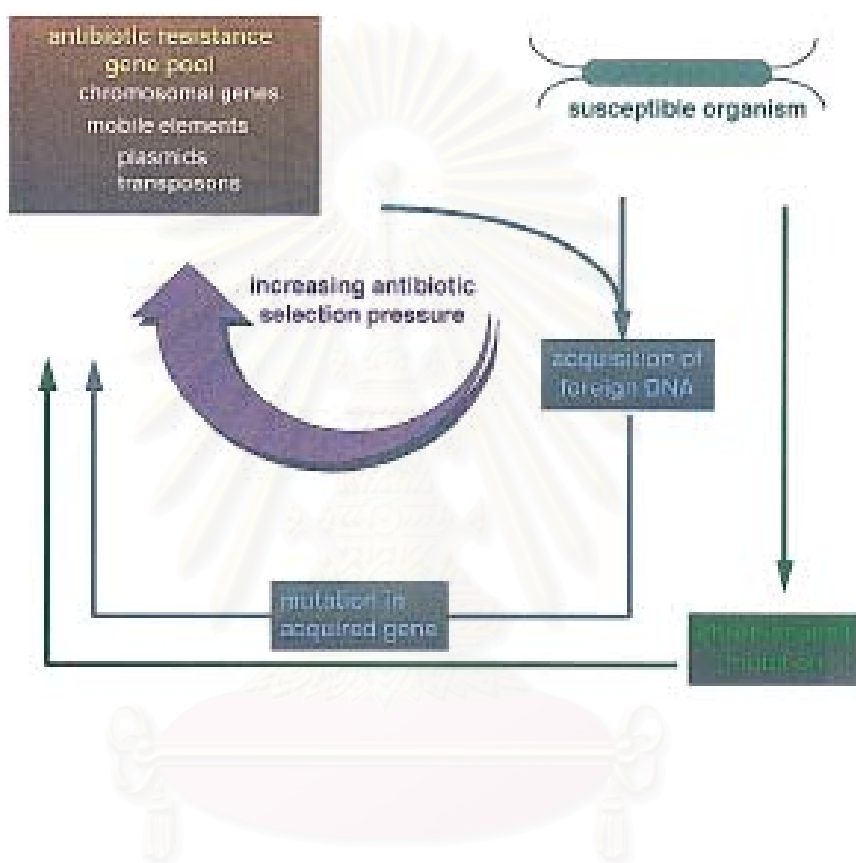 antibiotic resistance
gene pool
chromosomal genes
mobile elements
plasmids
transposons
susceptible organism
increasing antibiotic
selection pressure
acquisition of
foreign DNA
mutation in
acquired gene
mutation